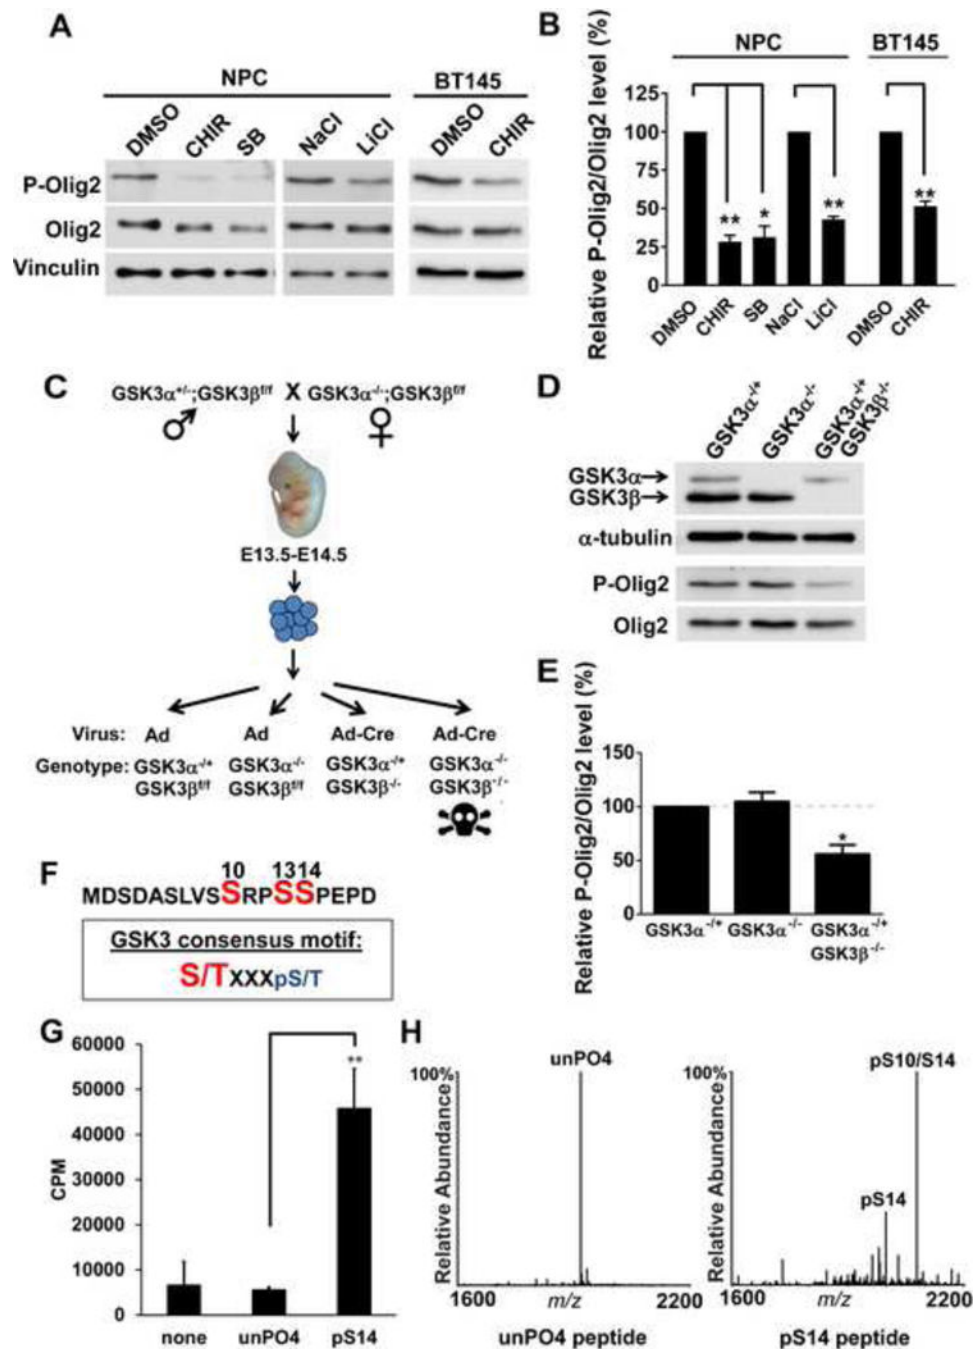 A
NPC
BT145
DMSO
CHIR
SB
NaCl
LiCl
DMSO
CHIR
P-Olig2
Olig2
Vinculin
B
NPC
BT145
Relative P-Olig2/Olig2 level (%)
125
100
75
50
25
0
**
*
**
**
DMSO
CHIR
SB
NaCl
LiCl
DMSO
CHIR
C
GSK3α+/-;GSK3βf/f X GSK3α-/-;GSK3βf/f
♂ ♀
E13.5-E14.5
Virus: Ad Ad Ad-Cre Ad-Cre
Genotype: GSK3α-/+ GSK3α-/- GSK3α-/+ GSK3α-/-
GSK3βf/f GSK3βf/f GSK3β-/- GSK3β-/-
D
GSK3α-/+
GSK3α-/-
GSK3α-/+
GSK3β-/-
GSK3α→
GSK3β→
α-tubulin
P-Olig2
Olig2
E
Relative P-Olig2/Olig2 level (%)
150
100
50
0
*
GSK3α-/+ GSK3α-/- GSK3α-/+
GSK3β-/-
F
10 1314
MDSDASLVSSRPSSPEPD
GSK3 consensus motif:
S/TXXXpS/T
G
CPM
60000
50000
40000
30000
20000
10000
0
**
none unPO4 pS14
H
unPO4
100%
Relative Abundance
1600 m/z 2200
unPO4 peptide
pS10/S14
100%
pS14
Relative Abundance
1600 m/z 2200
pS14 peptide